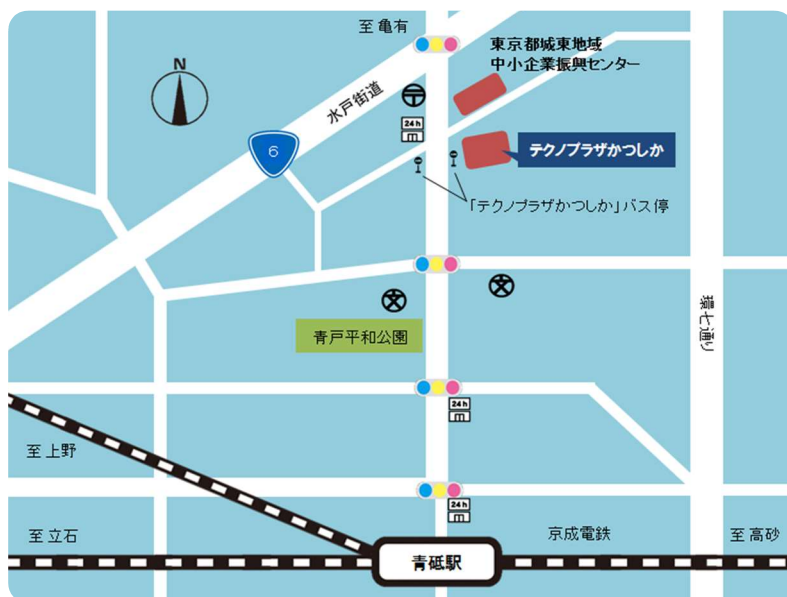 至 亀有
東京都城東地域
中小企業振興センター
N
水戸街道
24h
6
テクノプラザかつしか
「テクノプラザかつしか」バス停
環七通り
青戸平和公園
24h
至 上野
24h
至 立石
京成電鉄
至 高砂
青砥駅